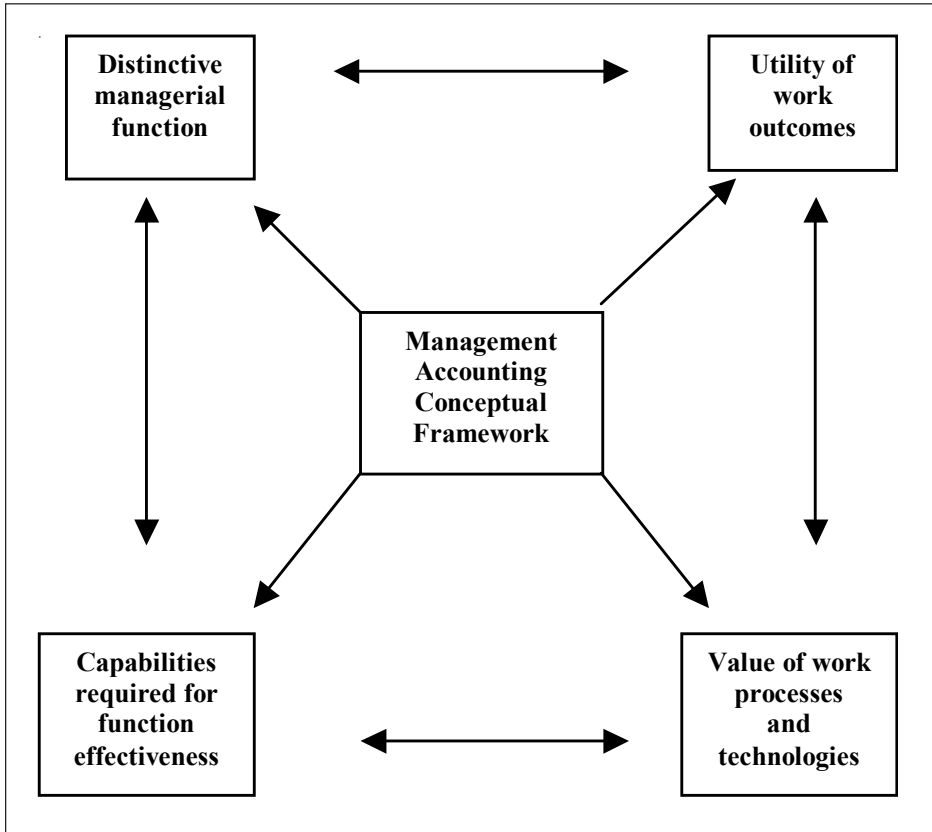 Distinctive
managerial
function
Utility of
work
outcomes
Management
Accounting
Conceptual
Framework
Capabilities
required for
function
effectiveness
Value of work
processes
and
technologies